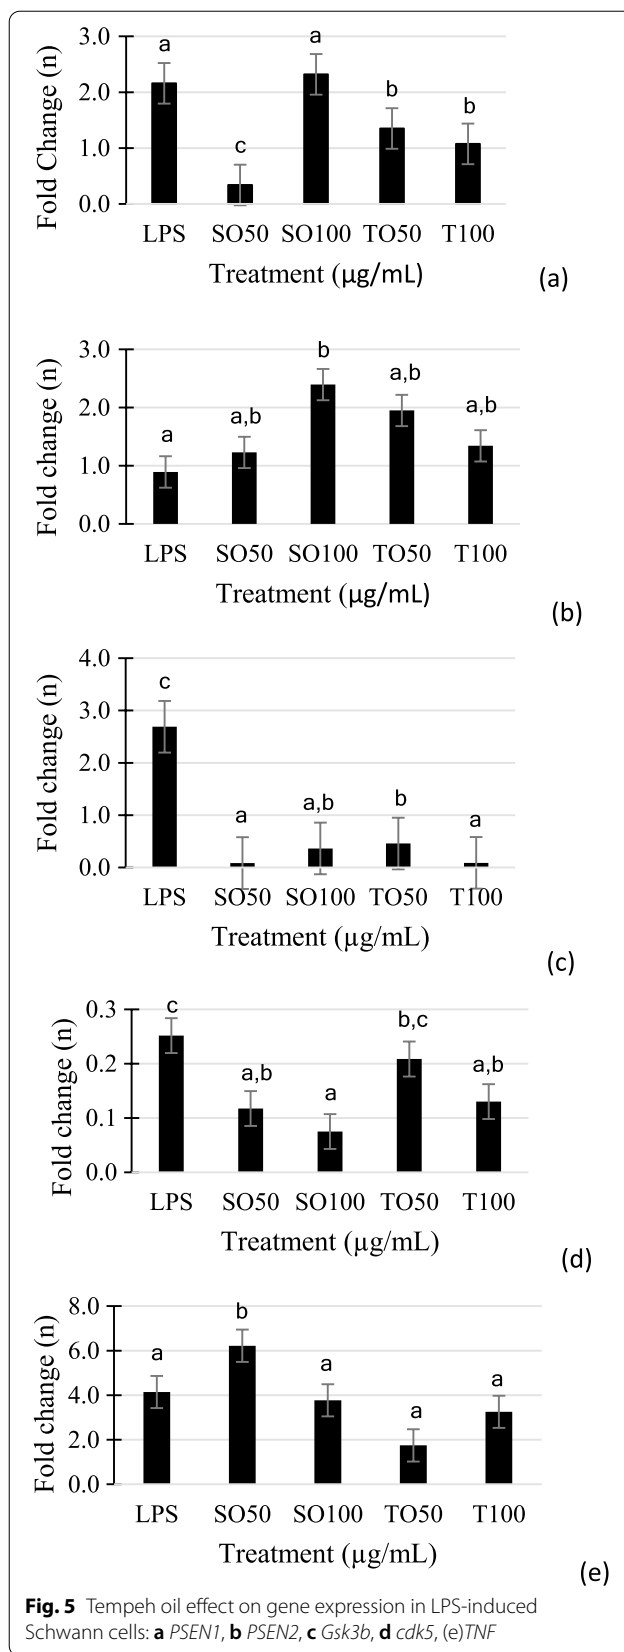 3.0
2.0
1.0
0.0
Fold Change (n)
a
c
a
b
b
LPS SO50 SO100 TO50 T100
Treatment (µg/mL)
(a)
3.0
2.0
1.0
0.0
Fold change (n)
a
a,b
b
a,b
a,b
LPS SO50 SO100 TO50 T100
Treatment (µg/mL)
(b)
4.0
3.0
2.0
1.0
0.0
Fold change (n)
c
a
a,b
b
a
LPS SO50 SO100 TO50 T100
Treatment (µg/mL)
(c)
0.3
0.2
0.1
0.0
Fold change (n)
c
a,b
a
b,c
a,b
LPS SO50 SO100 TO50 T100
Treatment (µg/mL)
(d)
8.0
6.0
4.0
2.0
0.0
Fold change (n)
a
b
a
a
a
LPS SO50 SO100 TO50 T100
Treatment (µg/mL)
(e)
Fig. 5 Tempeh oil effect on gene expression in LPS-induced
Schwann cells: a PSEN1, b PSEN2, c Gsk3b, d cdk5, (e)TNF